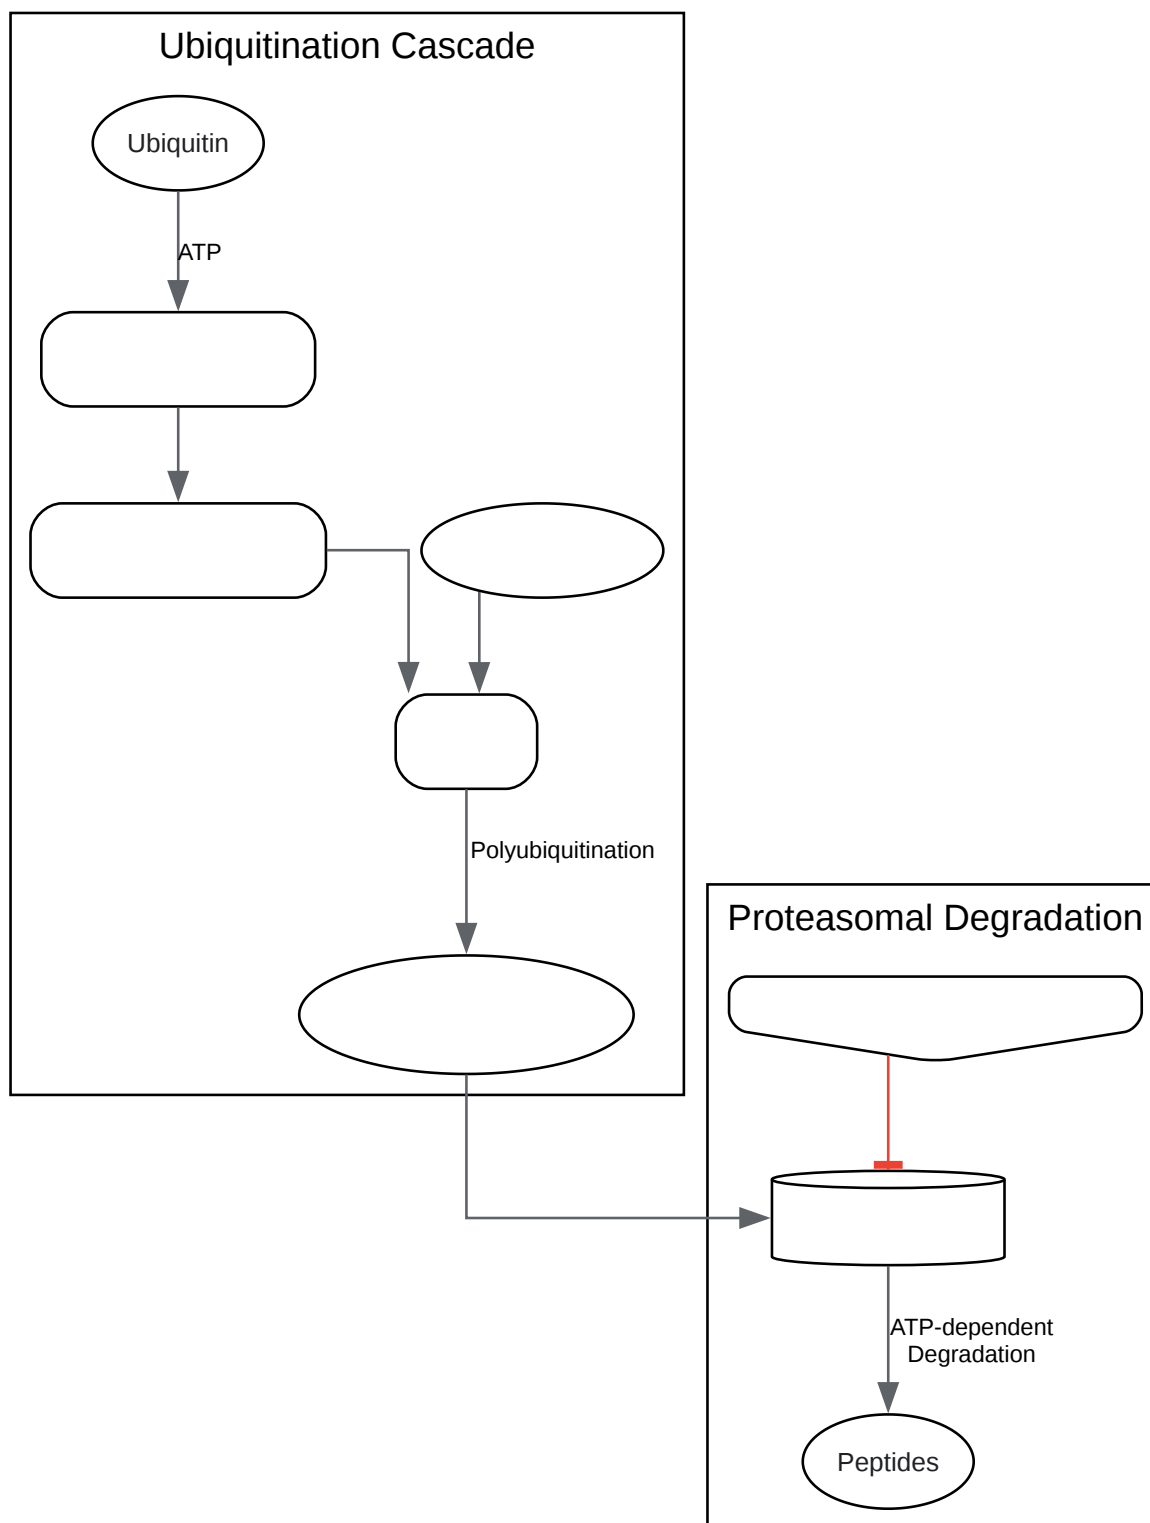 Ubiquitination Cascade
Ubiquitin
ATP
Polyubiquitination
Proteasomal Degradation
ATP-dependent
Degradation
Peptides